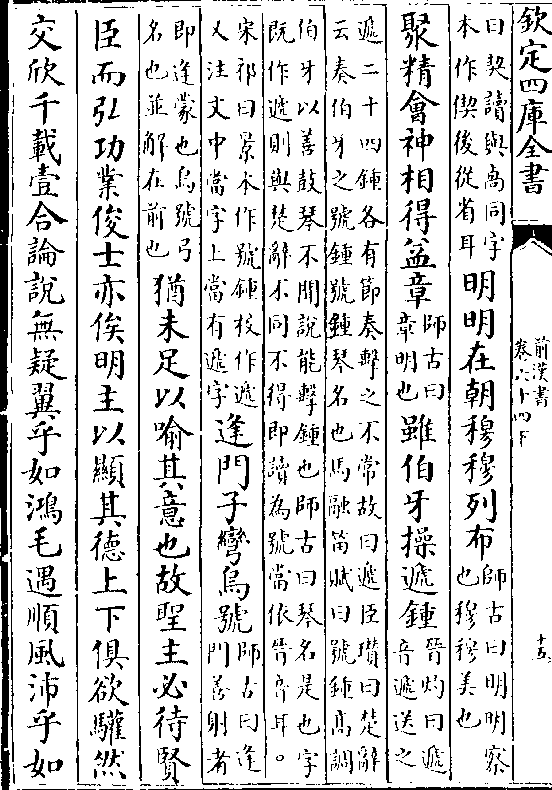 欽定四庫全書
前漢書
卷六十四下
十五
曰契讀與卨同字
本作偰後從省耳
明明在朝穆穆列布
師古曰明明察
也穆穆美也
聚精會神相得益章
師古曰
章明也
雖伯牙操遞鍾
晉灼曰遞
音遞送之
遞二十四鍾各有節奏擊之不常故曰遞臣瓚曰楚辭
云奏伯牙之號鍾號鍾琴名也馬融笛賦曰號鍾髙調
伯牙以善鼓琴不聞說能擊鍾也師古曰琴名是也字
既作遞則與楚辭不同不得即讀為號當依晉音耳。
宋祁曰景本作號鍾校作遞
又注文中當字上當有遞字
逢門子彎烏號
師古曰逢
門善射者
即逢蒙也烏號弓
名也並解在前也
猶未足以喻其意也故聖主必待賢
臣而弘功業俊士亦俟明主以顯其德上下俱欲驩然
交欣千載壹合論說無疑翼乎如鴻毛遇順風沛乎如